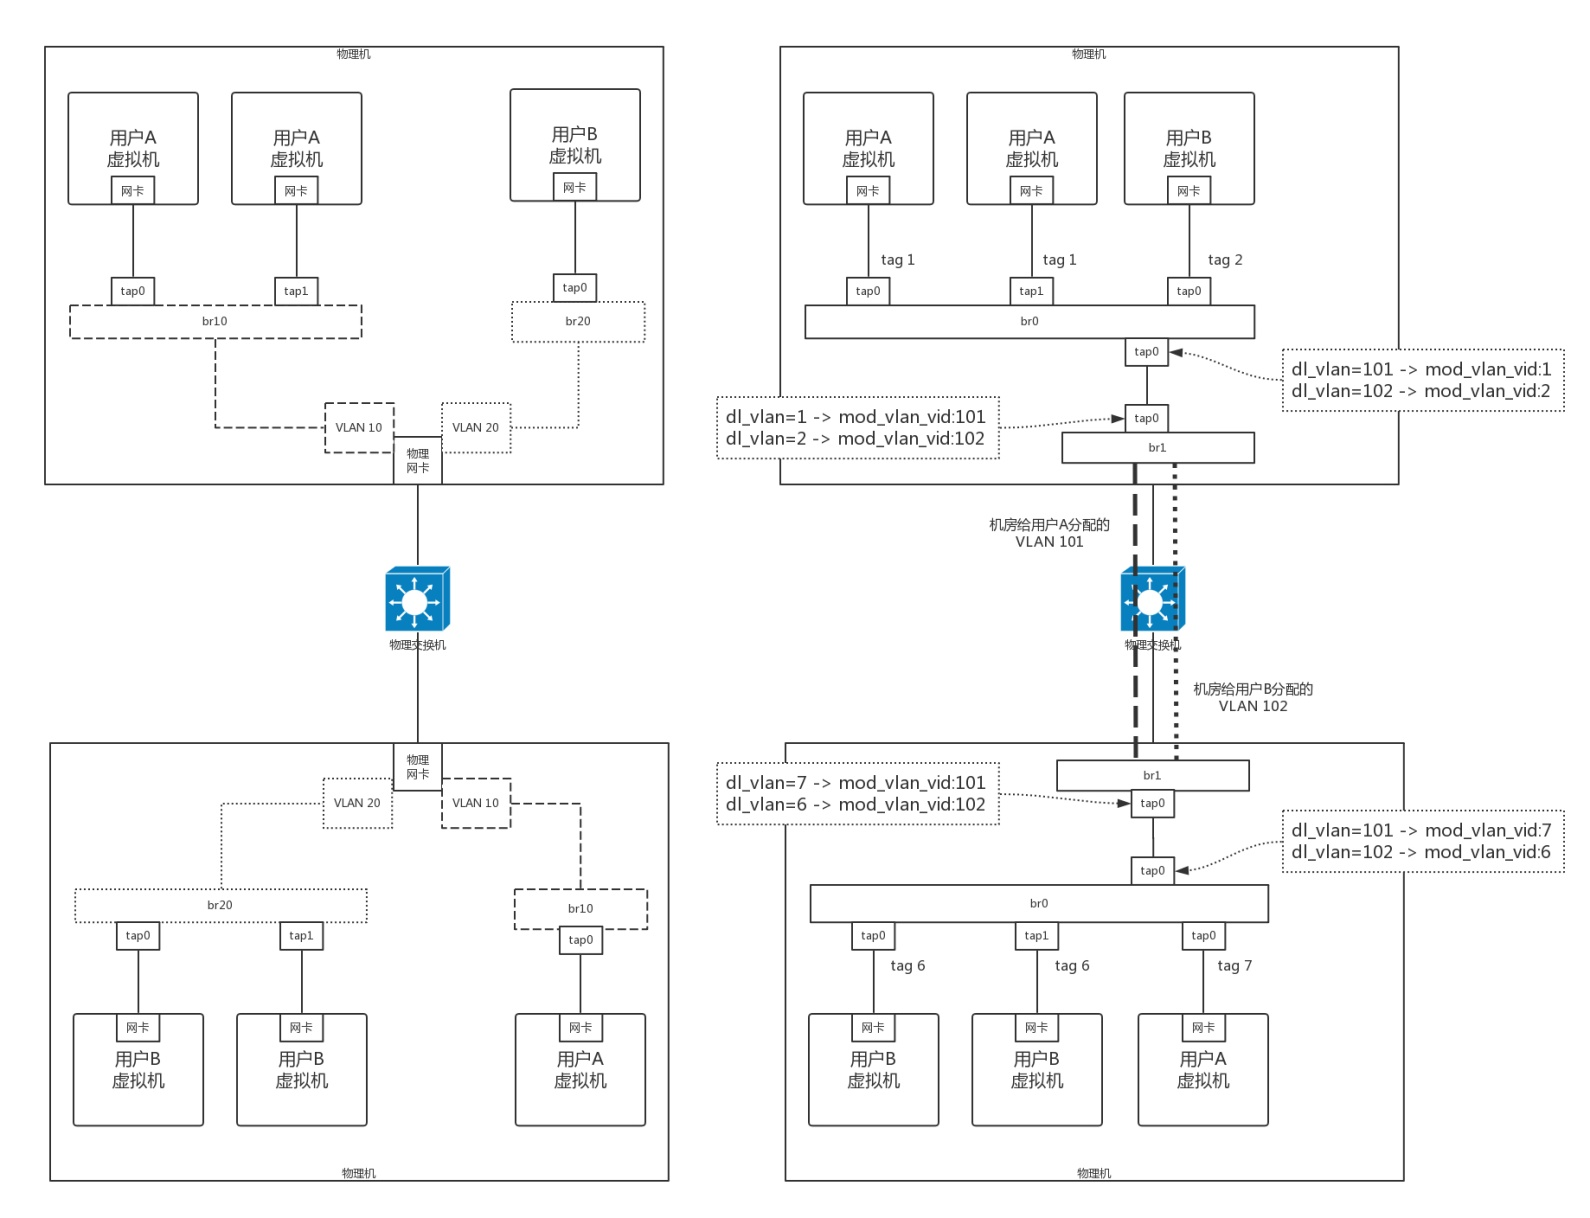 物理机
用户A
虚拟机
网卡
用户A
虚拟机
网卡
用户B
虚拟机
网卡
tap0
tap1
tap0
br10
br20
VLAN 10
VLAN 20
物理
网卡
物理交换机
物理
网卡
VLAN 20
VLAN 10
br20
br10
tap0
tap1
tap0
网卡
用户B
虚拟机
网卡
用户B
虚拟机
网卡
用户A
虚拟机
物理机
物理机
用户A
虚拟机
网卡
用户A
虚拟机
网卡
用户B
虚拟机
网卡
tag 1
tag 1
tag 2
tap0
tap1
tap0
br0
tap0
dl_vlan=101 -> mod_vlan_vid:1
dl_vlan=102 -> mod_vlan_vid:2
dl_vlan=1 -> mod_vlan_vid:101
dl_vlan=2 -> mod_vlan_vid:102
tap0
br1
机房给用户A分配的
VLAN 101
物理交换机
机房给用户B分配的
VLAN 102
br1
dl_vlan=7 -> mod_vlan_vid:101
dl_vlan=6 -> mod_vlan_vid:102
tap0
dl_vlan=101 -> mod_vlan_vid:7
dl_vlan=102 -> mod_vlan_vid:6
tap0
br0
tap0
tap1
tap0
tag 6
tag 6
tag 7
网卡
用户B
虚拟机
网卡
用户B
虚拟机
网卡
用户A
虚拟机
物理机